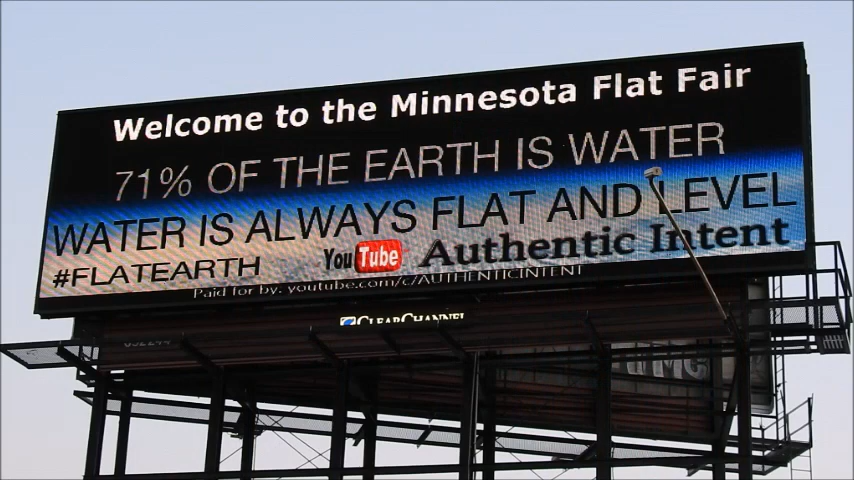 Welcome to the Minnesota Flat Fair
71% OF THE EARTH IS WATER
WATER IS ALWAYS FLAT AND LEVEL
#FLATEARTH YouTube Authentic Intent
Paid for by: youtube.com/c/AUTHENTICINTENT
CLEARCHANNEL